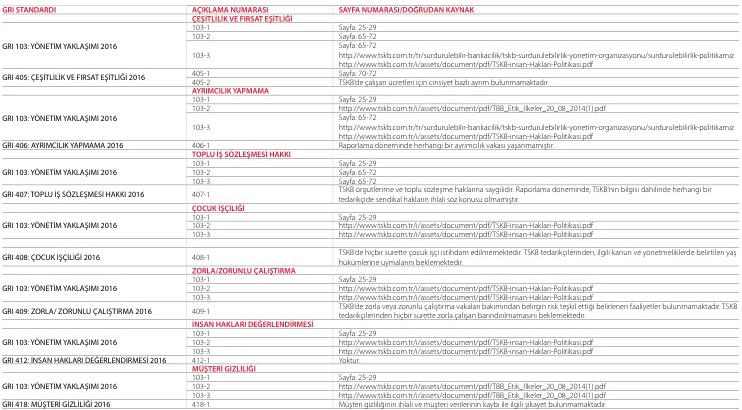 GRI STANDARDI AÇIKLAMA NUMARASI SAYFA NUMARASI/DOĞRUDAN KAYNAK
ÇEŞİTLİLİK VE FIRSAT EŞİTLİĞİ
GRI 103: YÖNETİM YAKLAŞIMI 2016
103-1 Sayfa: 25-29
103-2 Sayfa: 65-72
103-3 Sayfa: 65-72
http://www.tskb.com.tr/tr/surdurulebilir-bankacilik/tskb-surdurulebilirlik-yonetim-organizasyonu/surdurulebilirlik-politikamiz
http://www.tskb.com.tr/i/assets/document/pdf/TSKB-insan-Haklari-Politikasi.pdf
GRI 405: ÇEŞİTLİLİK VE FIRSAT EŞİTLİĞİ 2016
405-1 Sayfa: 70-72
405-2 TSKB'de çalışan ücretleri için cinsiyet bazlı ayrım bulunmamaktadır.
AYRIMCILIK YAPMAMA
GRI 103: YÖNETİM YAKLAŞIMI 2016
103-1 Sayfa: 25-29
103-2 http://www.tskb.com.tr/i/assets/document/pdf/TBB_Etik_Ilkeler_20_08_2014(1).pdf
103-3 Sayfa: 65-72
http://www.tskb.com.tr/tr/surdurulebilir-bankacilik/tskb-surdurulebilirlik-yonetim-organizasyonu/surdurulebilirlik-politikamiz
http://www.tskb.com.tr/i/assets/document/pdf/TSKB-insan-Haklari-Politikasi.pdf
GRI 406: AYRIMCILIK YAPMAMA 2016 406-1 Raporlama döneminde herhangi bir ayrımcılık vakası yaşanmamıştır.
TOPLU İŞ SÖZLEŞMESİ HAKKI
GRI 103: YÖNETİM YAKLAŞIMI 2016
103-1 Sayfa: 25-29
103-2 Sayfa: 65-72
103-3 Sayfa: 65-72
GRI 407: TOPLU İŞ SÖZLEŞMESİ HAKKI 2016 407-1 TSKB örgütlenme ve toplu sözleşme haklarına saygılıdır. Raporlama döneminde, TSKB'nin bilgisi dahilinde herhangi bir
tedarikçide sendikal hakların ihlali söz konusu olmamıştır.
ÇOCUK İŞÇİLİĞİ
GRI 103: YÖNETİM YAKLAŞIMI 2016
103-1 Sayfa: 25-29
103-2 http://www.tskb.com.tr/i/assets/document/pdf/TSKB-insan-Haklari-Politikasi.pdf
103-3 http://www.tskb.com.tr/i/assets/document/pdf/TSKB-insan-Haklari-Politikasi.pdf
GRI 408: ÇOCUK İŞÇİLİĞİ 2016 408-1 TSKB'de hiçbir surette çocuk işçi istihdam edilmemektedir. TSKB tedarikçilerinden, ilgili kanun ve yönetmeliklerde belirtilen yaş
hükümlerine uymalarını beklemektedir.
ZORLA/ZORUNLU ÇALIŞTIRMA
GRI 103: YÖNETİM YAKLAŞIMI 2016
103-1 Sayfa: 25-29
103-2 http://www.tskb.com.tr/i/assets/document/pdf/TSKB-insan-Haklari-Politikasi.pdf
103-3 http://www.tskb.com.tr/i/assets/document/pdf/TSKB-insan-Haklari-Politikasi.pdf
GRI 409: ZORLA/ ZORUNLU ÇALIŞTIRMA 2016 409-1 TSKB'de zorla veya zorunlu çalıştırma vakaları bakımından belirgin risk teşkil ettiği belirlenen faaliyetler bulunmamaktadır. TSKB
tedarikçilerinden hiçbir surette zorla çalışan barındırılmamasını beklemektedir.
İNSAN HAKLARI DEĞERLENDİRMESİ
GRI 103: YÖNETİM YAKLAŞIMI 2016
103-1 Sayfa: 25-29
103-2 http://www.tskb.com.tr/i/assets/document/pdf/TSKB-insan-Haklari-Politikasi.pdf
103-3 http://www.tskb.com.tr/i/assets/document/pdf/TSKB-insan-Haklari-Politikasi.pdf
GRI 412: İNSAN HAKLARI DEĞERLENDİRMESİ 2016 412-1 Yoktur.
MÜŞTERİ GİZLİLİĞİ
GRI 103: YÖNETİM YAKLAŞIMI 2016
103-1 Sayfa: 25-29
103-2 http://www.tskb.com.tr/i/assets/document/pdf/TBB_Etik_Ilkeler_20_08_2014(1).pdf
103-3 http://www.tskb.com.tr/i/assets/document/pdf/TBB_Etik_Ilkeler_20_08_2014(1).pdf
GRI 418: MÜŞTERİ GİZLİLİĞİ 2016 418-1 Müşteri gizliliğinin ihlali ve müşteri verilerinin kaybı ile ilgili şikayet bulunmamaktadır.